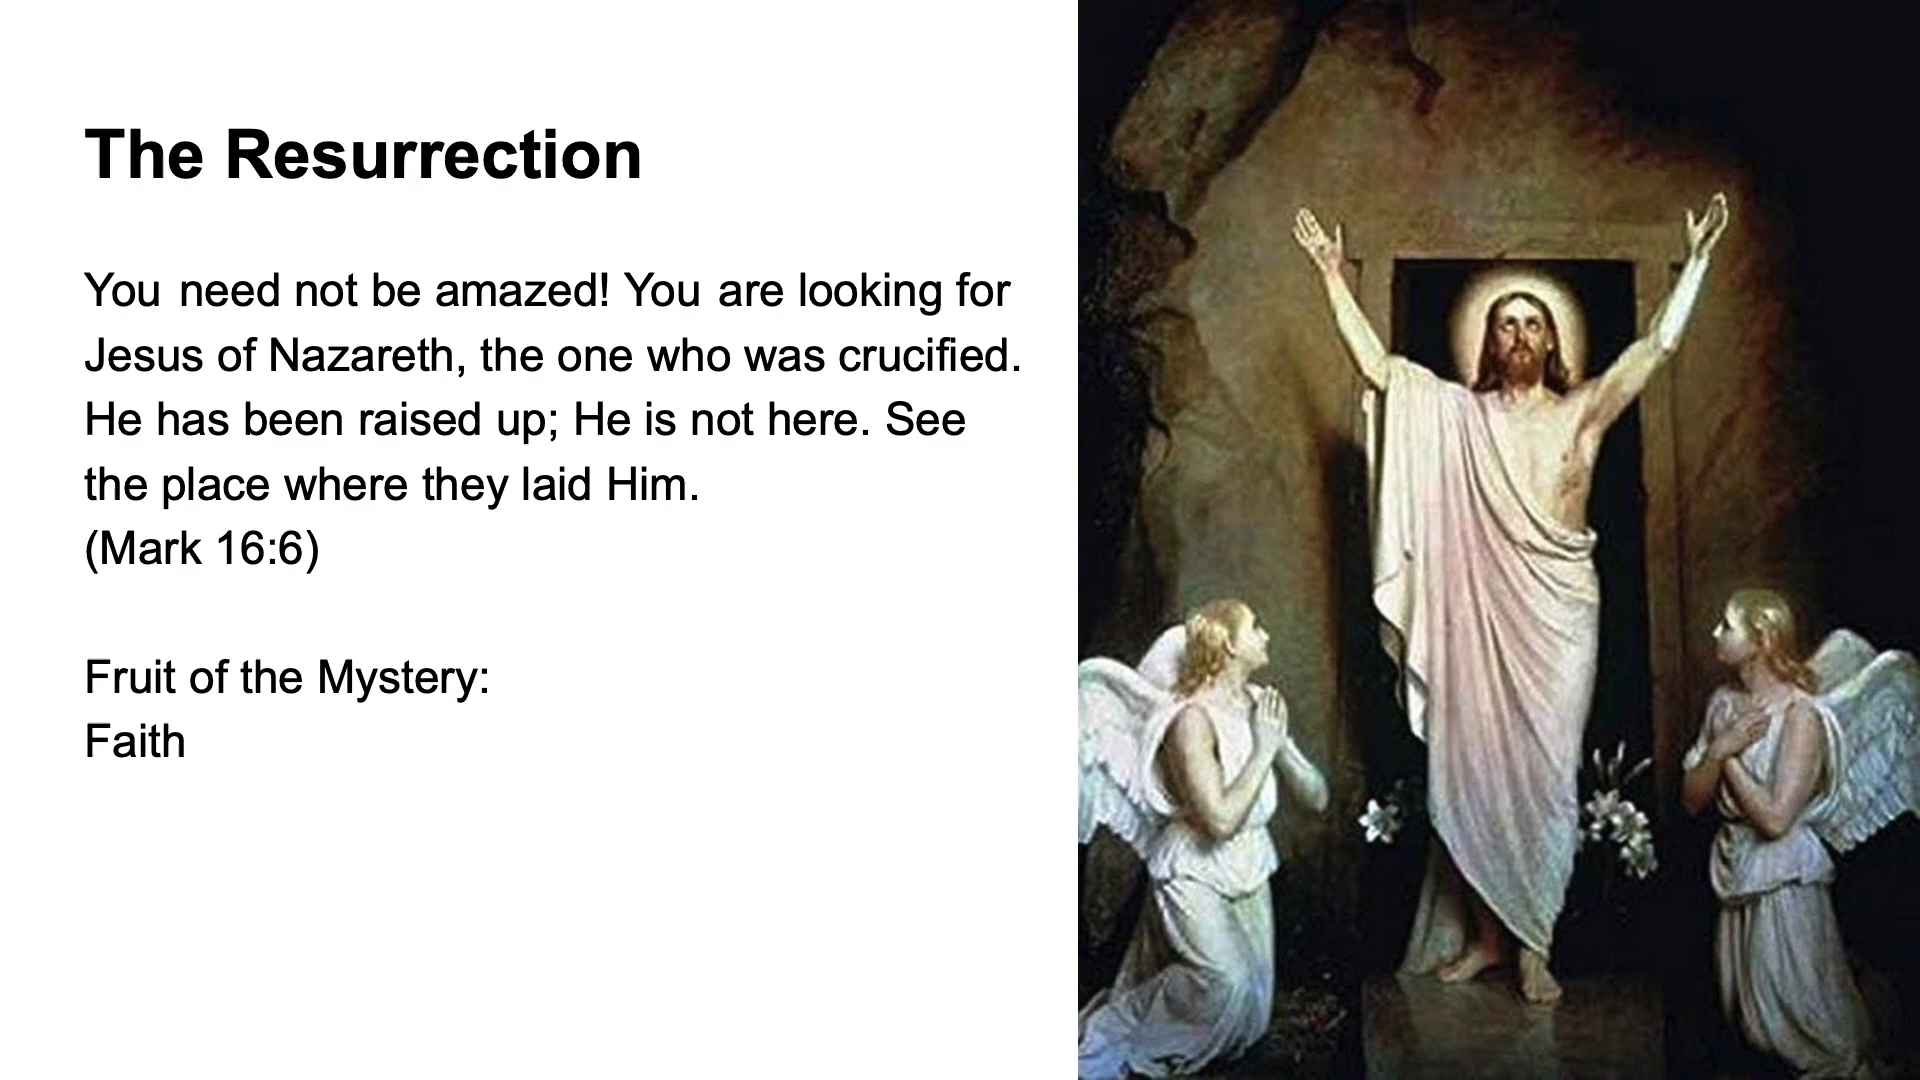 The Resurrection
You need not be amazed! You are looking for
Jesus of Nazareth, the one who was crucified.
He has been raised up; He is not here. See
the place where they laid Him.
(Mark 16:6)
Fruit of the Mystery:
Faith